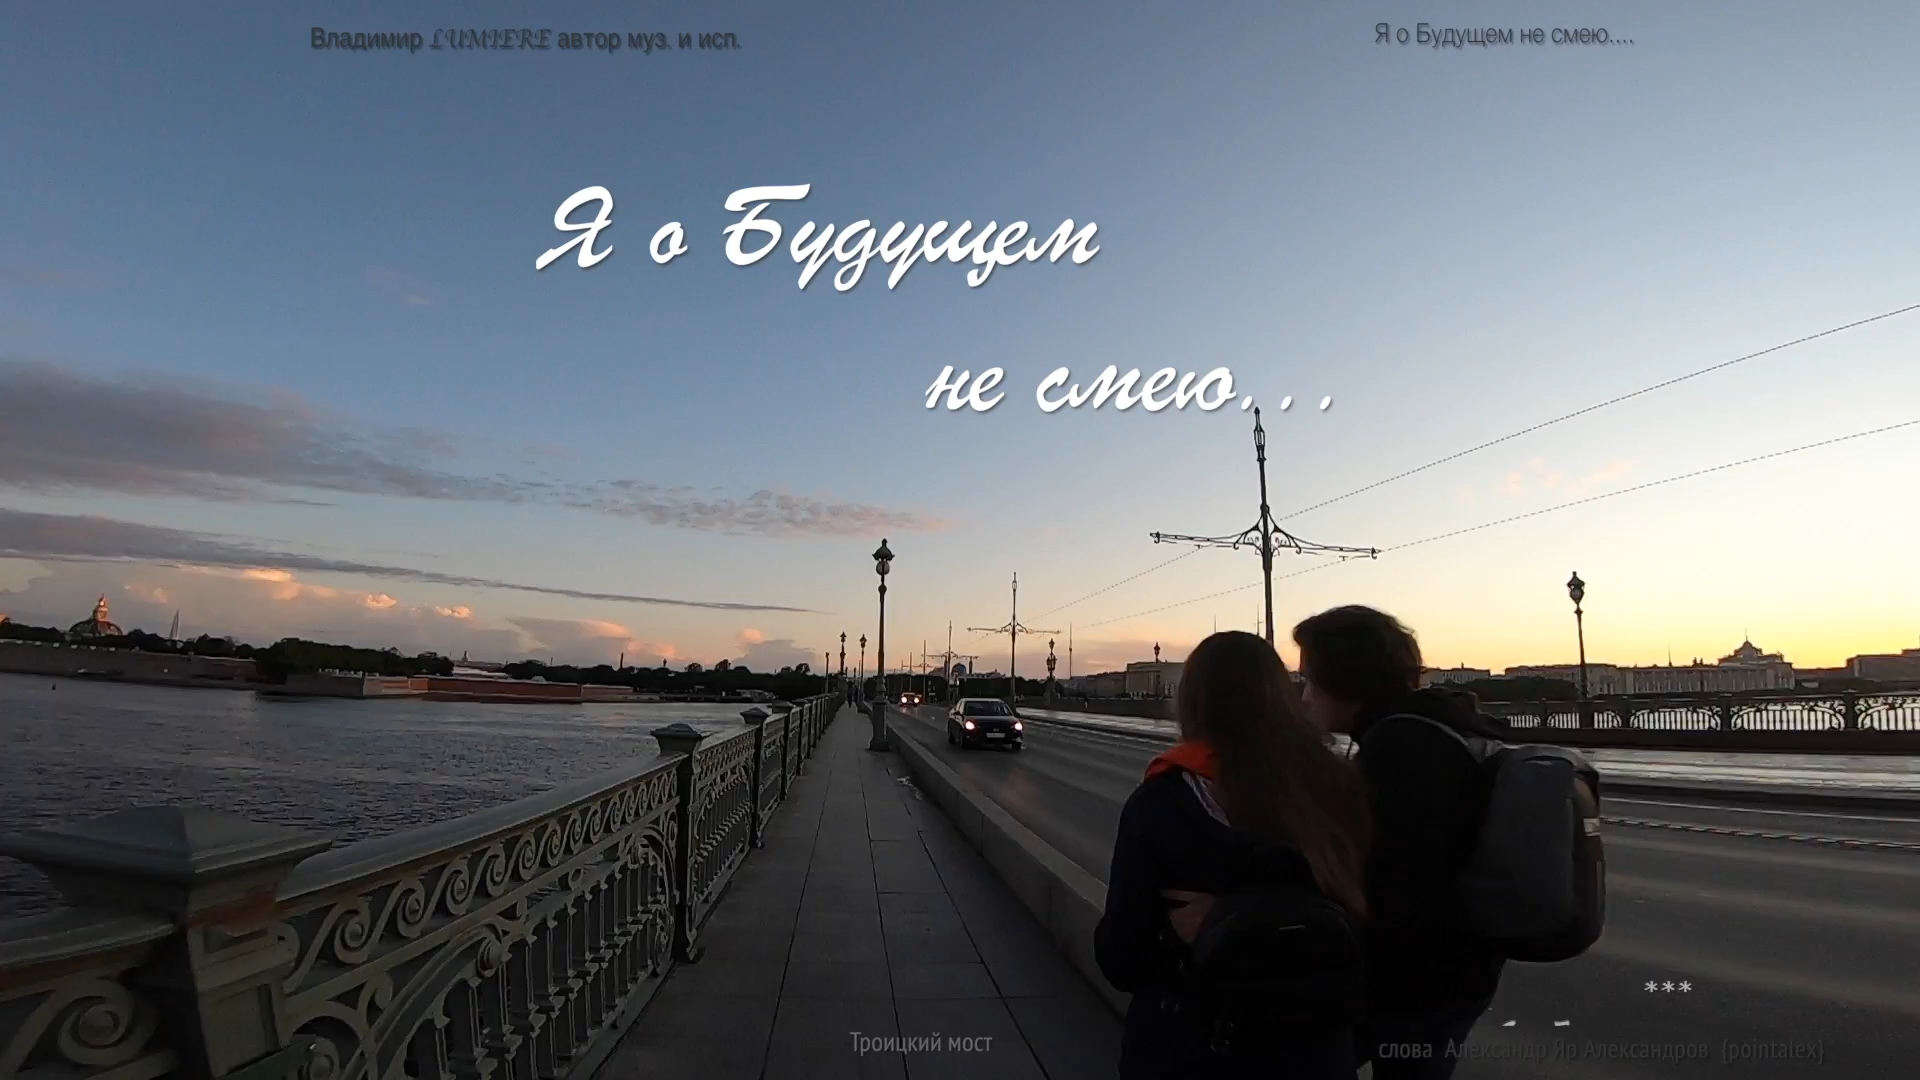 Владимир LUMIERE автор муз. и исп.
Я о Будущем не смею....
Я о Будущем
не смею...
***
Троицкий мост
слова Александр Яр Александров {pointalex}